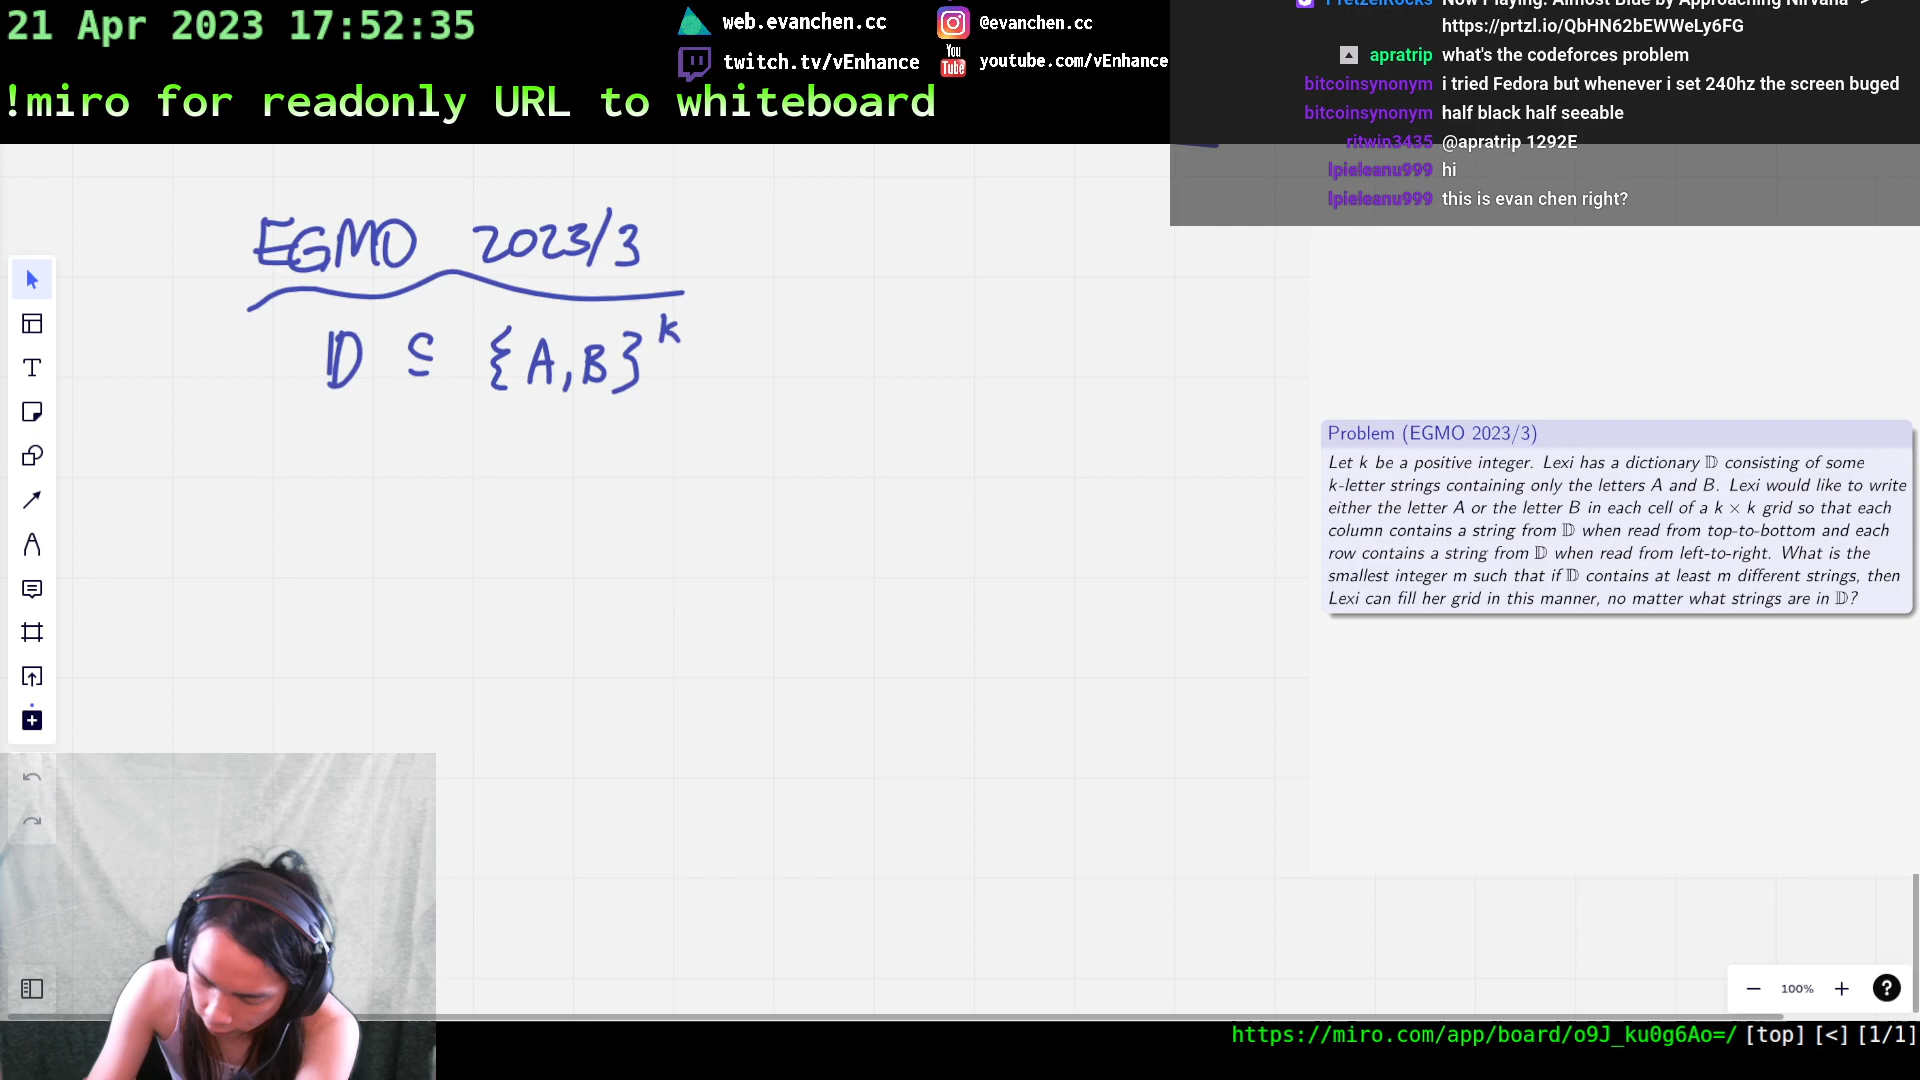 21 Apr 2023 17:52:35
web.evanchen.cc
@evanchen.cc
twitch.tv/vEnhance
You
Tube
youtube.com/vEnhance
!miro for readonly URL to whiteboard
https://prtzl.io/QbHN62bEWWeLy6FG
apratrip what's the codeforces problem
bitcoinsynonym i tried Fedora but whenever i set 240hz the screen buged
bitcoinsynonym half black half seeable
ritwin3435 @apratrip 1292E
lpieleanu999 hi
lpieleanu999 this is evan chen right?
EGMO 2023/3
D ⊆ {A,B}^k
Problem (EGMO 2023/3)
Let k be a positive integer. Lexi has a dictionary 𝔻 consisting of some
k-letter strings containing only the letters A and B. Lexi would like to write
either the letter A or the letter B in each cell of a k × k grid so that each
column contains a string from 𝔻 when read from top-to-bottom and each
row contains a string from 𝔻 when read from left-to-right. What is the
smallest integer m such that if 𝔻 contains at least m different strings, then
Lexi can fill her grid in this manner, no matter what strings are in 𝔻?
100%
https://miro.com/app/board/o9J_ku0g6Ao=/ [top] [<] [1/1]